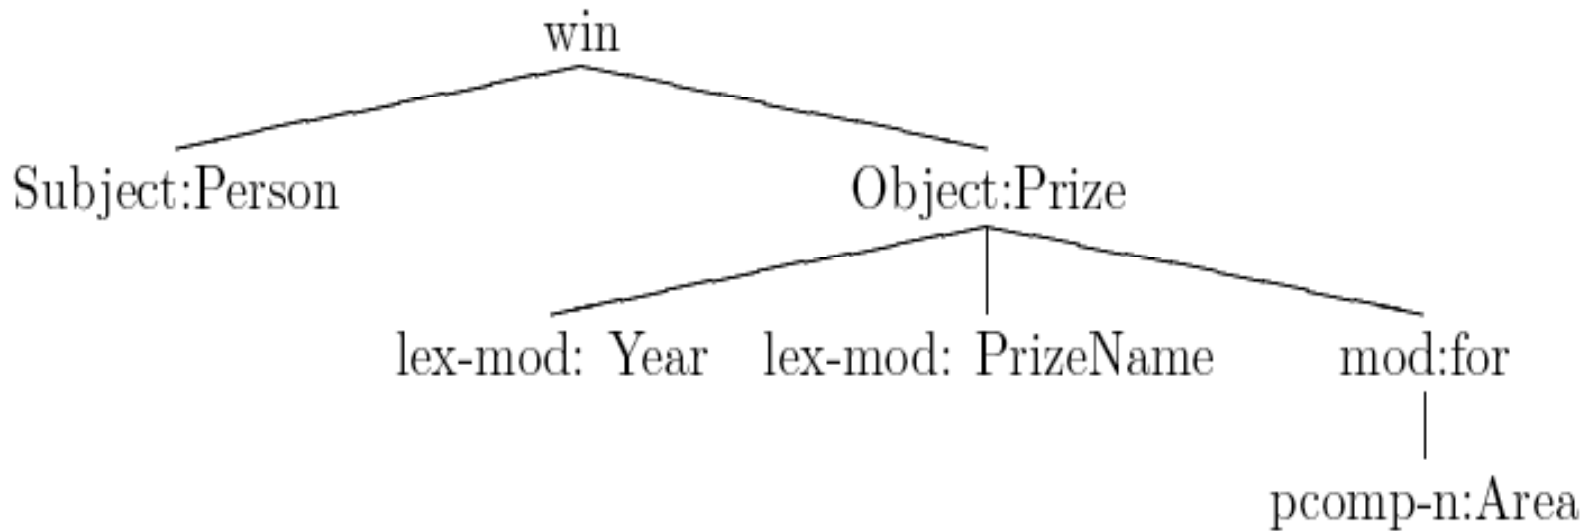 win
Subject:Person Object:Prize
lex-mod: Year lex-mod: PrizeName mod:for
pcomp-n:Area